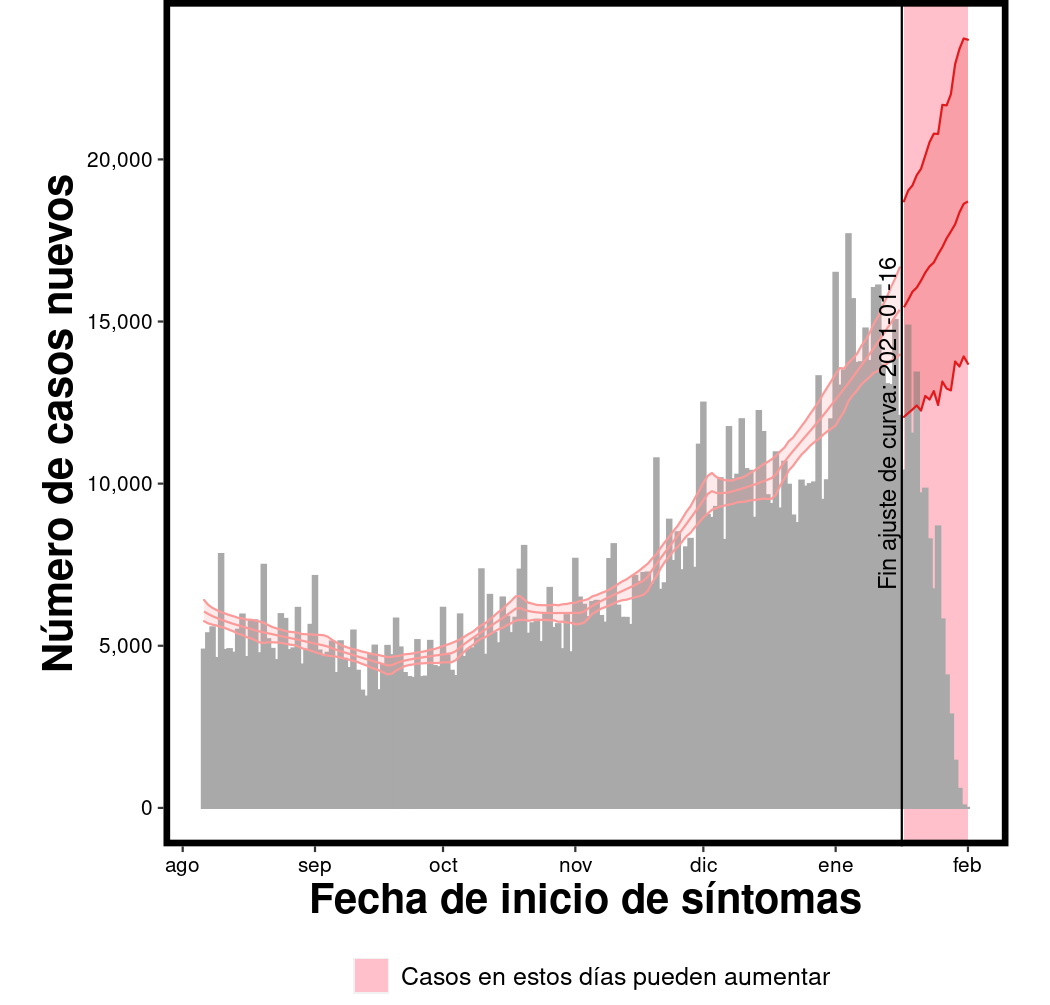 Número de casos nuevos
20,000
15,000
10,000
5,000
0
Fin ajuste de curva: 2021-01-16
ago sep oct nov dic ene feb
Fecha de inicio de síntomas
Casos en estos días pueden aumentar